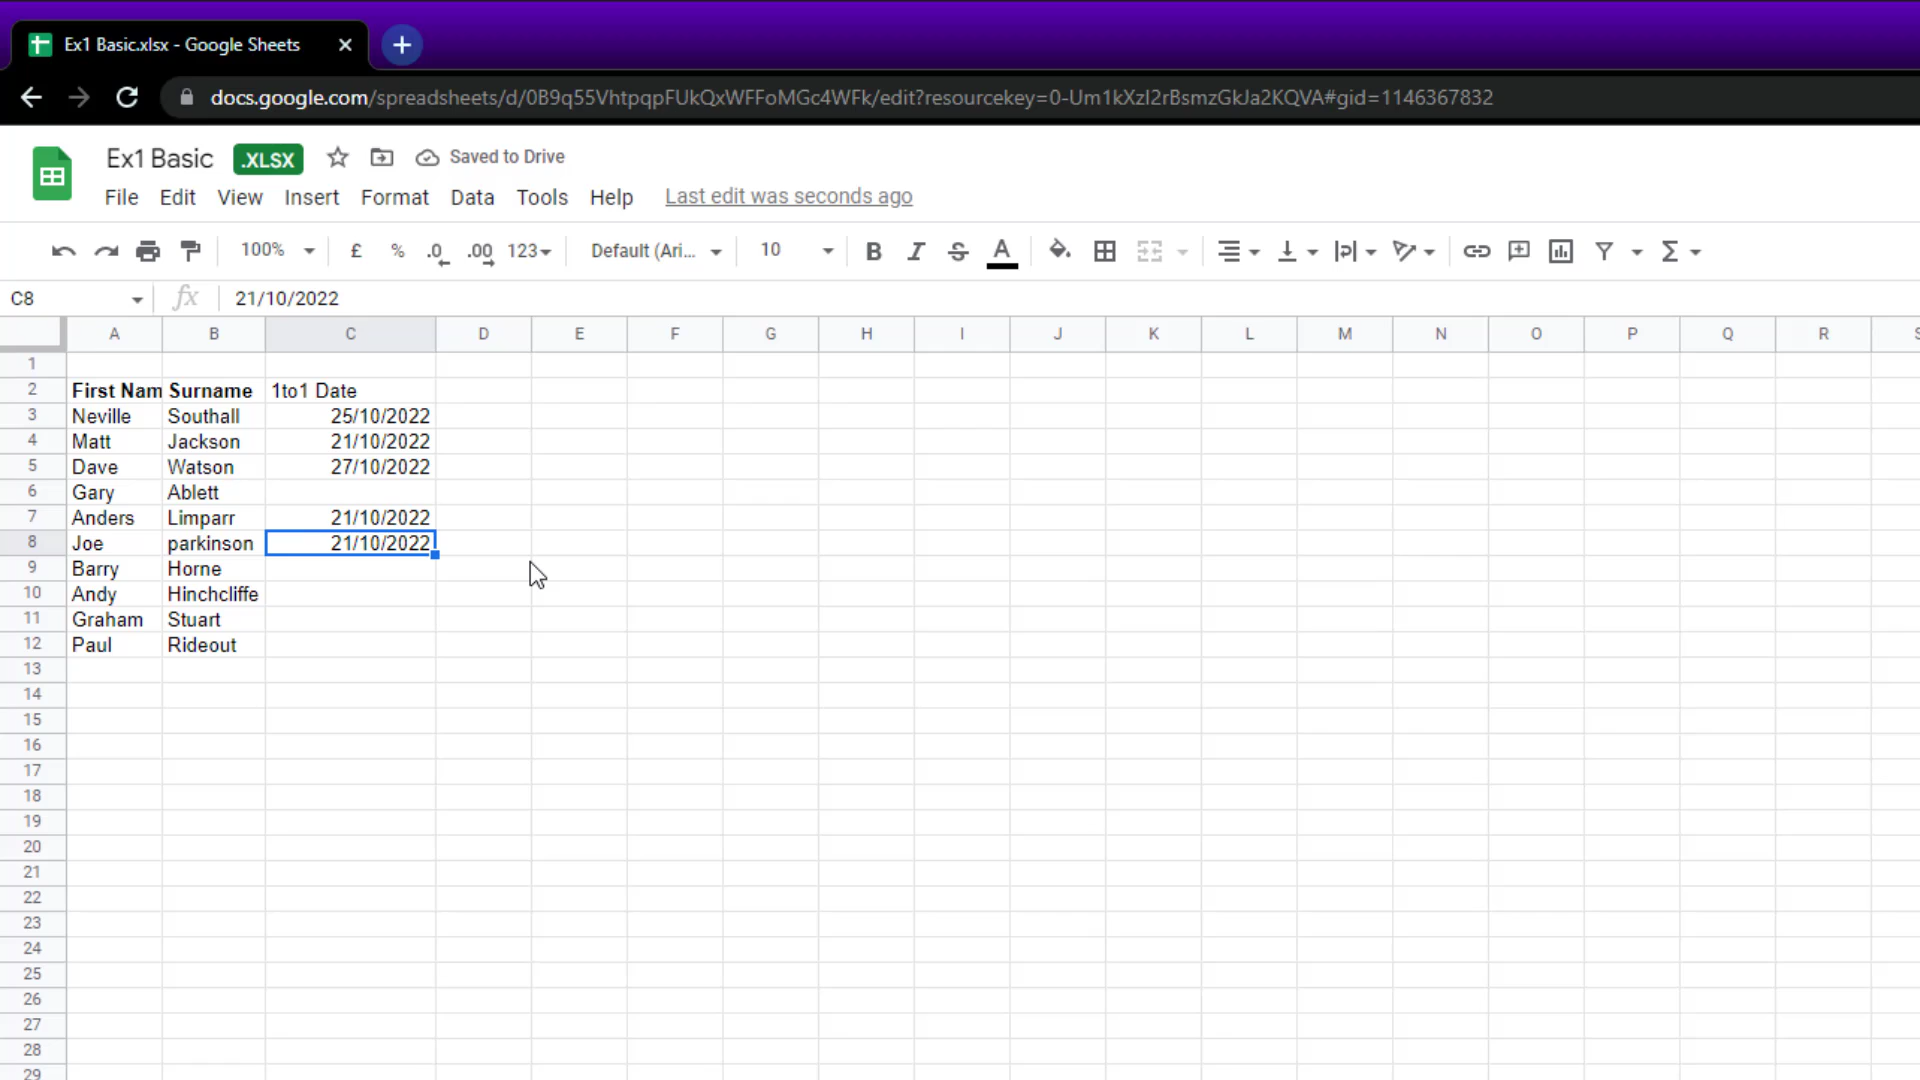 Ex1 Basic.xlsx - Google Sheets
docs.google.com/spreadsheets/d/0B9q55VhtpqpFUkQxWFFoMGc4WFk/edit?resourcekey=0-Um1kXzI2rBsmzGkJa2KQVA#gid=1146367832
Ex1 Basic .XLSX Saved to Drive
File Edit View Insert Format Data Tools Help Last edit was seconds ago
100% £ % .0 .00 123 Default (Ari... 10 B I S A Σ
C8 fx 21/10/2022
A B C D E F G H I J K L M N O P Q R
1
2 First Nam Surname 1to1 Date
3 Neville Southall 25/10/2022
4 Matt Jackson 21/10/2022
5 Dave Watson 27/10/2022
6 Gary Ablett
7 Anders Limparr 21/10/2022
8 Joe parkinson 21/10/2022
9 Barry Horne
10 Andy Hinchcliffe
11 Graham Stuart
12 Paul Rideout
13
14
15
16
17
18
19
20
21
22
23
24
25
26
27
28
29